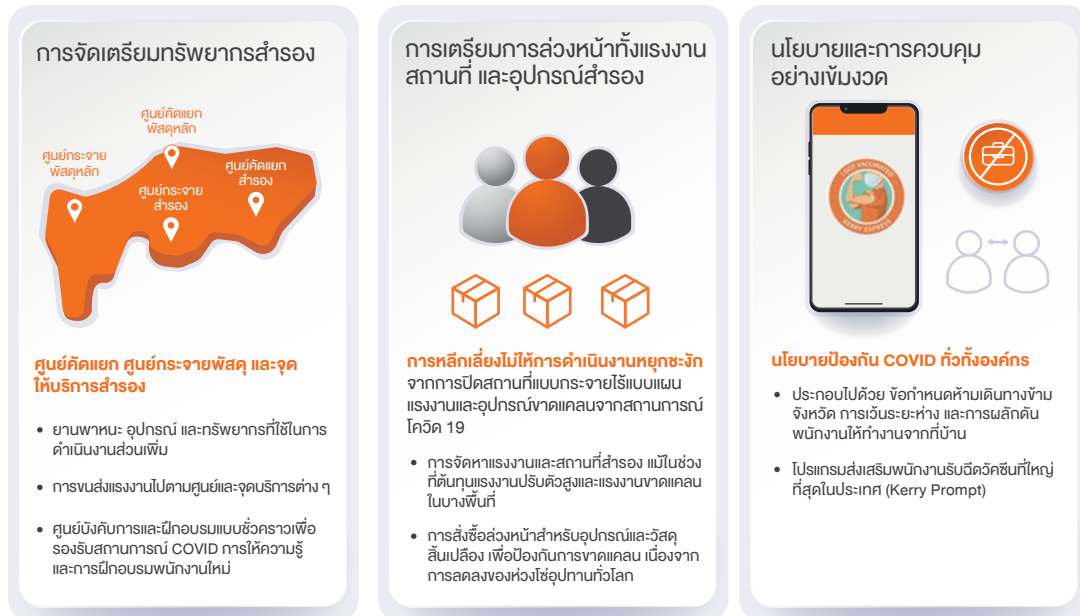 การจัดเตรียมทรัพยากรสำรอง
ศูนย์คัดแยก
พัสดุหลัก
ศูนย์กระจาย
พัสดุหลัก
ศูนย์คัดแยก
สำรอง
ศูนย์กระจาย
สำรอง
ศูนย์คัดแยก ศูนย์กระจายพัสดุ และจุด
ให้บริการสำรอง
• ยานพาหนะ อุปกรณ์ และทรัพยากรที่ใช้ในการ
ดำเนินงานส่วนเพิ่ม
• การขนส่งแรงงานไปตามศูนย์และจุดบริการต่าง ๆ
• ศูนย์บังคับการและฝึกอบรมแบบชั่วคราวเพื่อ
รองรับสถานการณ์ COVID การให้ความรู้
และการฝึกอบรมพนักงานใหม่
การเตรียมการล่วงหน้าทั้งแรงงาน
สถานที่ และอุปกรณ์สำรอง
การหลีกเลี่ยงไม่ให้การดำเนินงานหยุกชะงัก
จากการปิดสถานที่แบบกระจายไร้แบบแผน
แรงงานและอุปกรณ์ขาดแคลนจากสถานการณ์
โควิด 19
• การจัดหาแรงงานและสถานที่สำรอง แม้ในช่วง
ที่ต้นทุนแรงงานปรับตัวสูงและแรงงานขาดแคลน
ในบางพื้นที่
• การสั่งซื้อล่วงหน้าสำหรับอุปกรณ์และวัสดุ
สิ้นเปลือง เพื่อป้องกันการขาดแคลน เนื่องจาก
การลดลงของห่วงโซ่อุปทานทั่วโลก
นโยบายและการควบคุม
อย่างเข้มงวด
I GOT VACCINATED
KERRY EXPRESS
นโยบายป้องกัน COVID ทั่วทั้งองค์กร
• ประกอบไปด้วย ข้อกำหนดห้ามเดินทางข้าม
จังหวัด การเว้นระยะห่าง และการผลักดัน
พนักงานให้ทำงานจากที่บ้าน
• โปรแกรมส่งเสริมพนักงานรับฉีดวัคซีนที่ใหญ่
ที่สุดในประเทศ (Kerry Prompt)